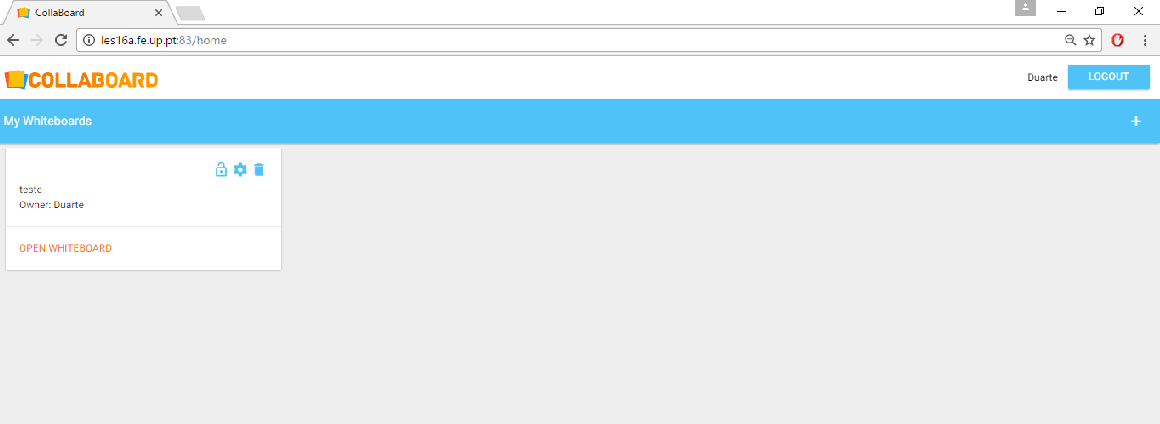 CollaBoard
les16a.fe.up.pt:83/home
COLLABOARD
Duarte
LOGOUT
My Whiteboards
+
teste
Owner: Duarte
OPEN WHITEBOARD